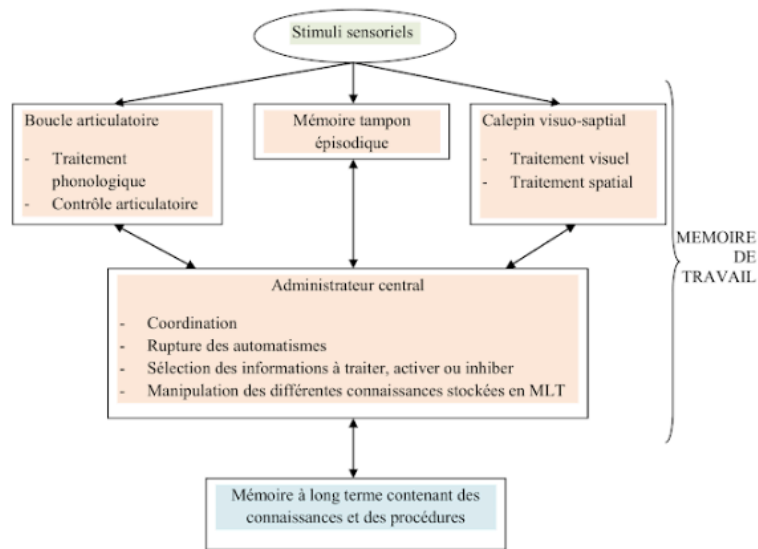 Stimuli sensoriels
Boucle articulatoire
- Traitement
phonologique
- Contrôle articulatoire
Mémoire tampon
épisodique
Calepin visuo-saptial
- Traitement visuel
- Traitement spatial
MEMOIRE
DE
TRAVAIL
Administrateur central
- Coordination
- Rupture des automatismes
- Sélection des informations à traiter, activer ou inhiber
- Manipulation des différentes connaissances stockées en MLT
Mémoire à long terme contenant des
connaissances et des procédures